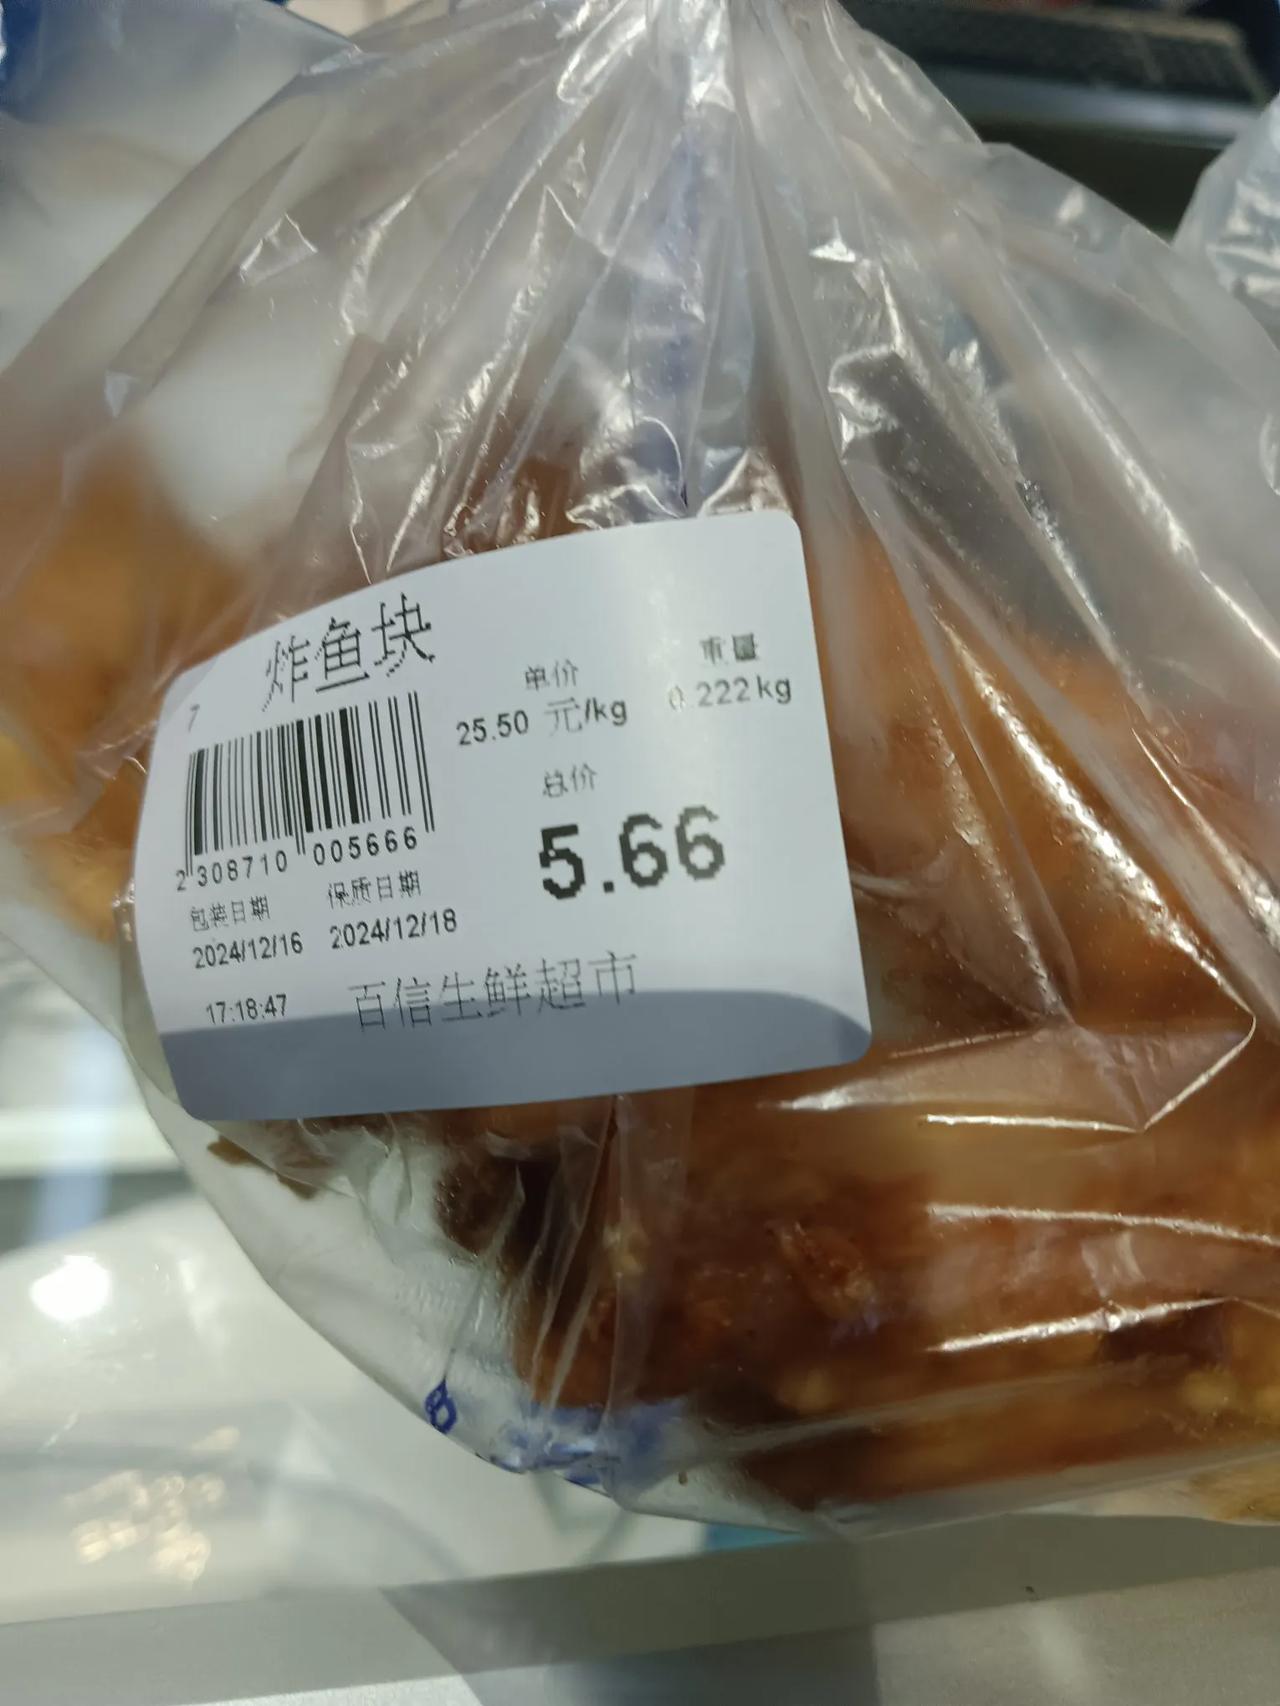 炸鱼块
7
单价
重量
25.50 元/kg
0.222kg
总价
5.66
2 308710 005666
包装日期
保质日期
2024/12/16
2024/12/18
17:18:47
百信生鲜超市
8